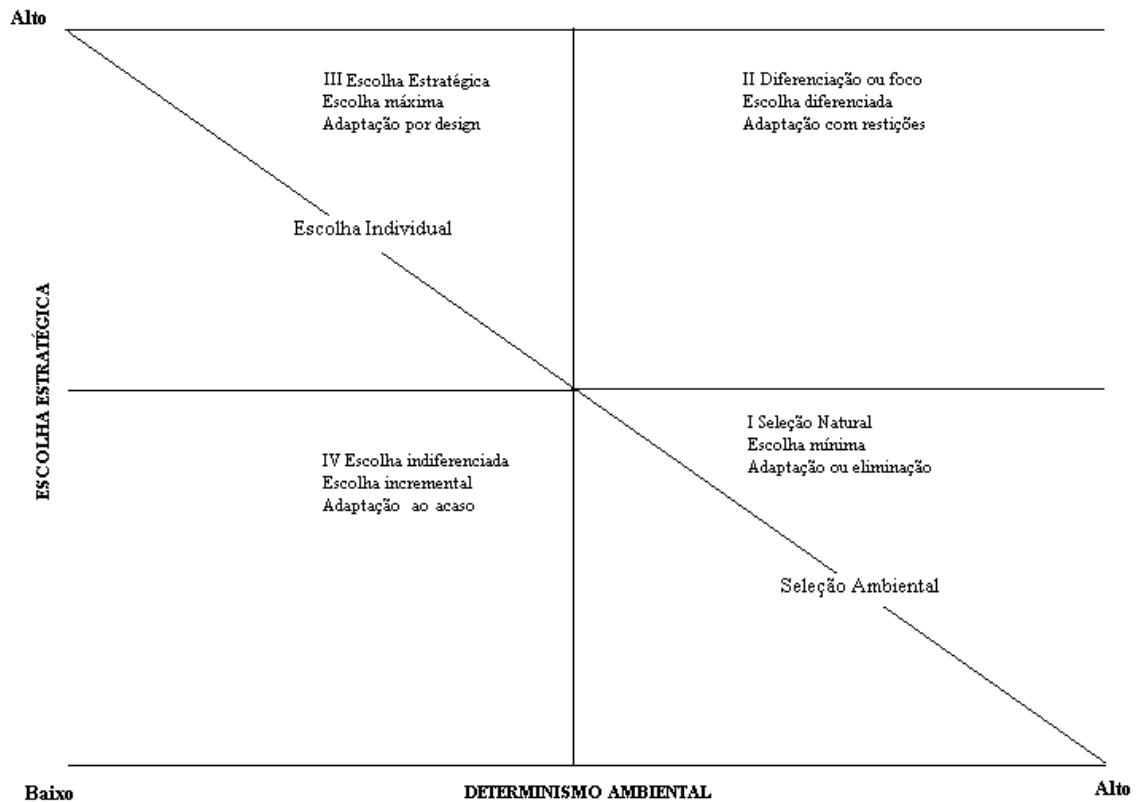 Alto
III Escolha Estratégica
Escolha máxima
Adaptação por design
II Diferenciação ou foco
Escolha diferenciada
Adaptação com restições
Escolha Individual
ESCOLHA ESTRATÉGICA
IV Escolha indiferenciada
Escolha incremental
Adaptação ao acaso
I Seleção Natural
Escolha mínima
Adaptação ou eliminação
Seleção Ambiental
Baixo
DETERMINISMO AMBIENTAL
Alto